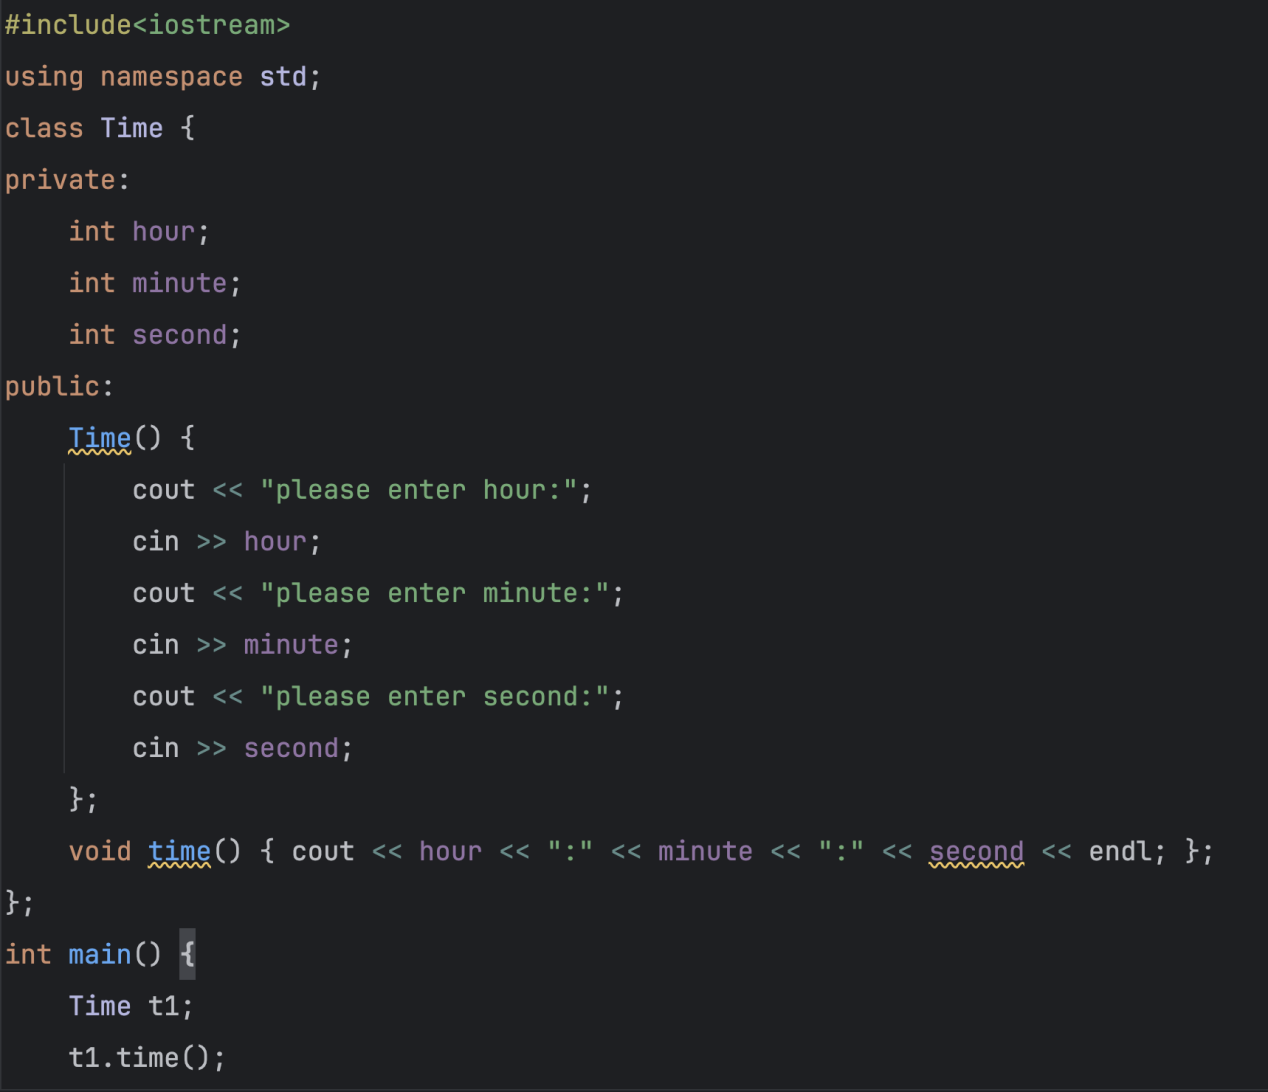 #include<iostream>
using namespace std;
class Time {
private:
    int hour;
    int minute;
    int second;
public:
    Time() {
        cout << "please enter hour:";
        cin >> hour;
        cout << "please enter minute:";
        cin >> minute;
        cout << "please enter second:";
        cin >> second;
    };
    void time() { cout << hour << ":" << minute << ":" << second << endl; };
};
int main() {
    Time t1;
    t1.time();